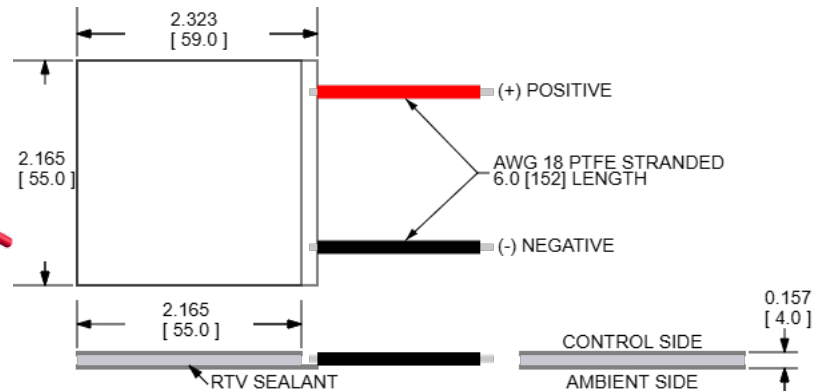 2.323
[ 59.0 ]
(+) POSITIVE
2.165
[ 55.0 ]
AWG 18 PTFE STRANDED
6.0 [152] LENGTH
(-) NEGATIVE
2.165
[ 55.0 ]
0.157
[ 4.0 ]
CONTROL SIDE
RTV SEALANT
AMBIENT SIDE